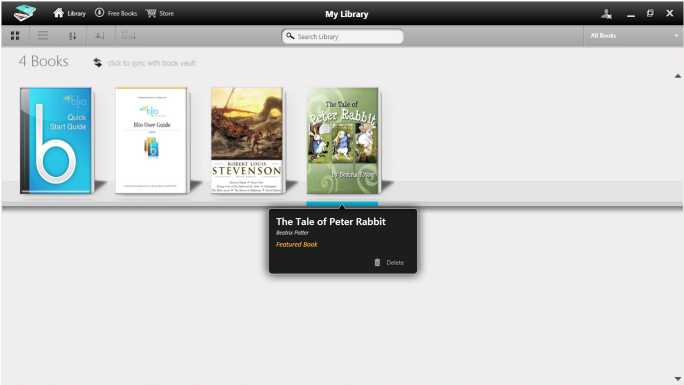 Library
Free Books
Store
My Library
Search Library
All Books
4 Books
click to sync with book vault
blio
Quick
Start Guide
b
blio
Blio User Guide
ROBERT LOUIS
STEVENSON
The Tale of
Peter Rabbit
by Beatrix Potter
The Tale of Peter Rabbit
Beatrix Potter
Featured Book
Delete